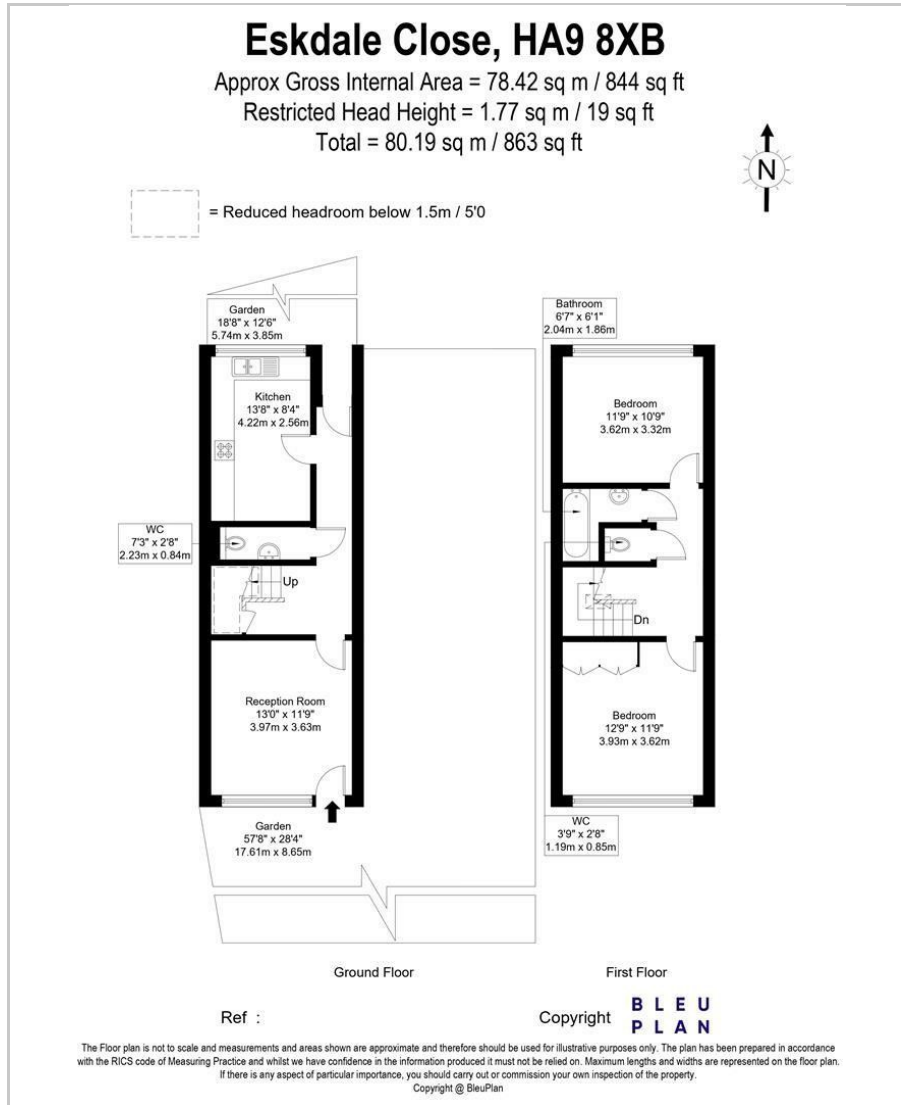 Eskdale Close, HA9 8XB
Approx Gross Internal Area = 78.42 sq m / 844 sq ft
Restricted Head Height = 1.77 sq m / 19 sq ft
Total = 80.19 sq m / 863 sq ft
N
= Reduced headroom below 1.5m / 5'0
Garden
18'8" x 12'6"
5.74m x 3.85m
Kitchen
13'8" x 8'4"
4.22m x 2.56m
WC
7'3" x 2'8"
2.23m x 0.84m
Up
Reception Room
13'0" x 11'9"
3.97m x 3.63m
Garden
57'8" x 28'4"
17.61m x 8.65m
Ground Floor
Bathroom
6'7" x 6'1"
2.04m x 1.86m
Bedroom
11'9" x 10'9"
3.62m x 3.32m
Dn
Bedroom
12'9" x 11'9"
3.93m x 3.62m
WC
3'9" x 2'8"
1.19m x 0.85m
First Floor
Ref :
Copyright
BLEU
PLAN
The Floor plan is not to scale and measurements and areas shown are approximate and therefore should be used for illustrative purposes only. The plan has been prepared in accordance
with the RICS code of Measuring Practice and whilst we have confidence in the information produced it must not be relied on. Maximum lengths and widths are represented on the floor plan.
If there is any aspect of particular importance, you should carry out or commission your own inspection of the property.
Copyright @ BleuPlan